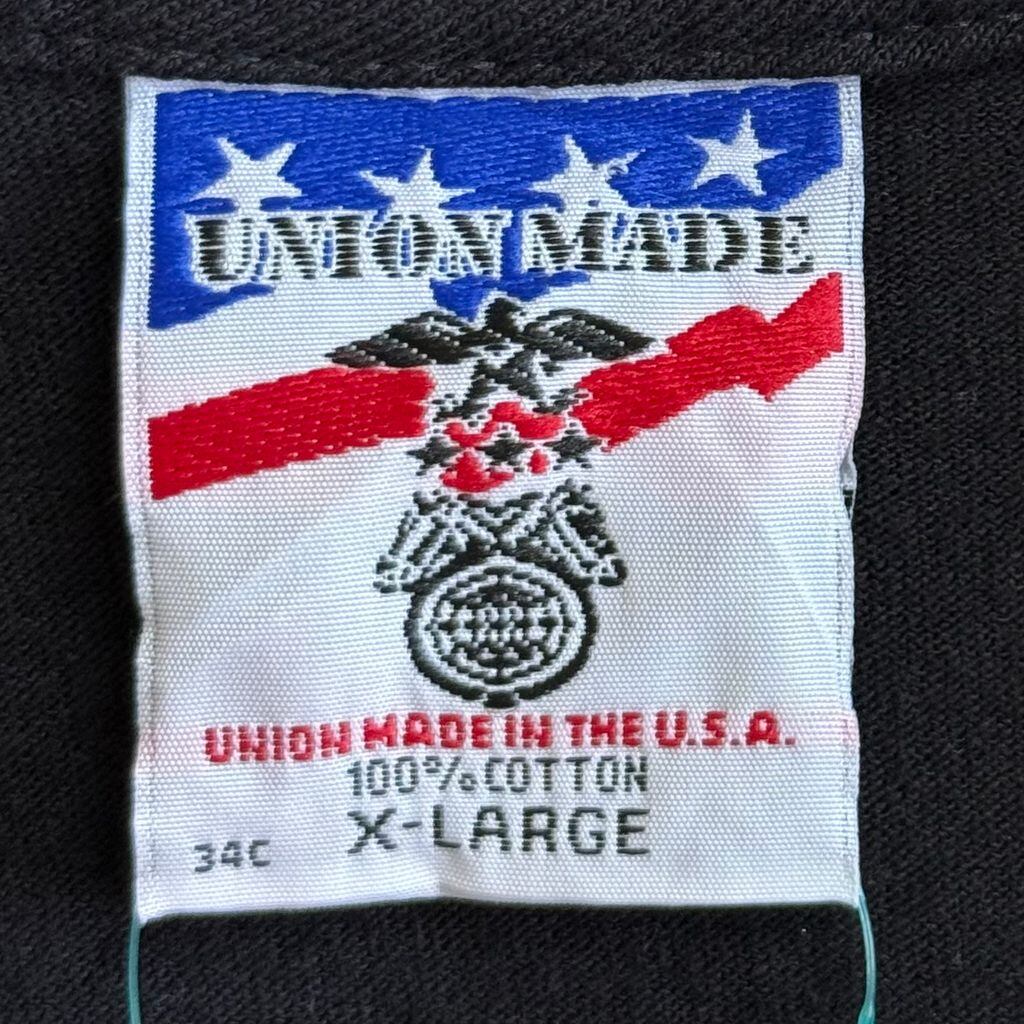 UNION MADE
UNION MADE IN THE U.S.A.
100% COTTON
X-LARGE
34C